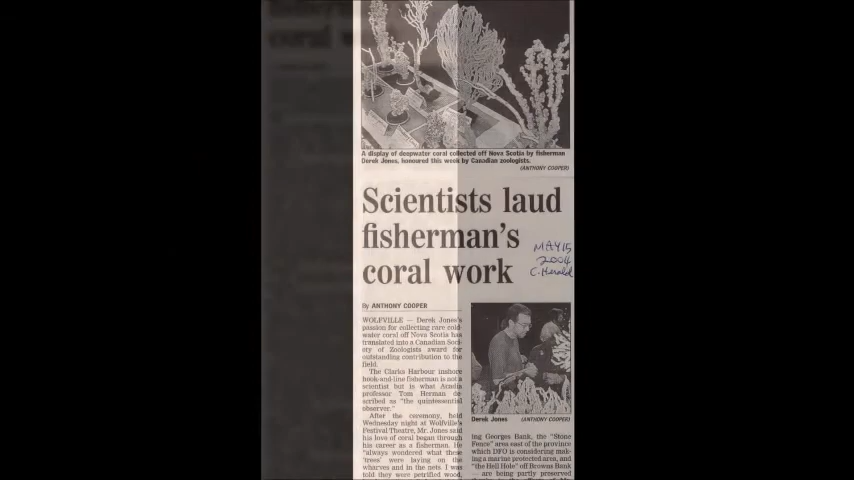 A display of deepwater coral collected off Nova Scotia by fisherman
Derek Jones, honoured this week by Canadian zoologists.
(ANTHONY COOPER)
Scientists laud
fisherman's
coral work
MAY 15
2004
C. Herald
By ANTHONY COOPER
WOLFVILLE — Derek Jones's
passion for collecting rare cold-
water coral off Nova Scotia has
translated into a Canadian Soci-
ety of Zoologists award for
outstanding contribution to the
field.
The Clarks Harbour inshore
hook-and-line fisherman is not a
scientist but is what Acadia
professor Tom Herman de-
scribed as "the quintessential
observer."
After the ceremony, held
Wednesday night at Wolfville's
Festival Theatre, Mr. Jones said
his love of coral began through
his career as a fisherman. He
"always wondered what these
'trees' were laying on the
wharves and in the nets. I was
told they were petrified wood,
Derek Jones
(ANTHONY COOPER)
ing Georges Bank, the "Stone
Fence" area east of the province
which DFO is considering mak-
ing a marine protected area, and
"the Hell Hole" off Browns Bank
— are being partly preserved